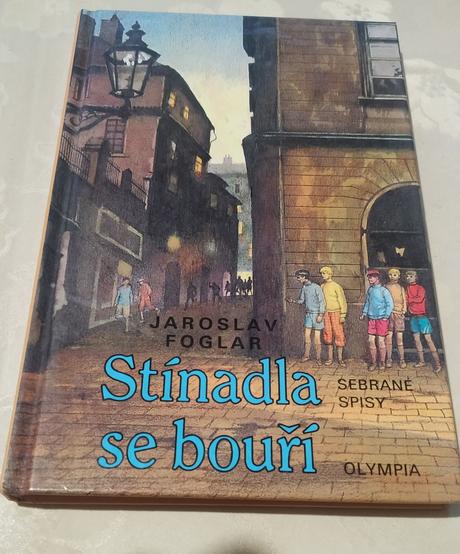 JAROSLAV
FOGLAR
Stínadla
se bouří
SEBRANÉ
SPISY
OLYMPIA